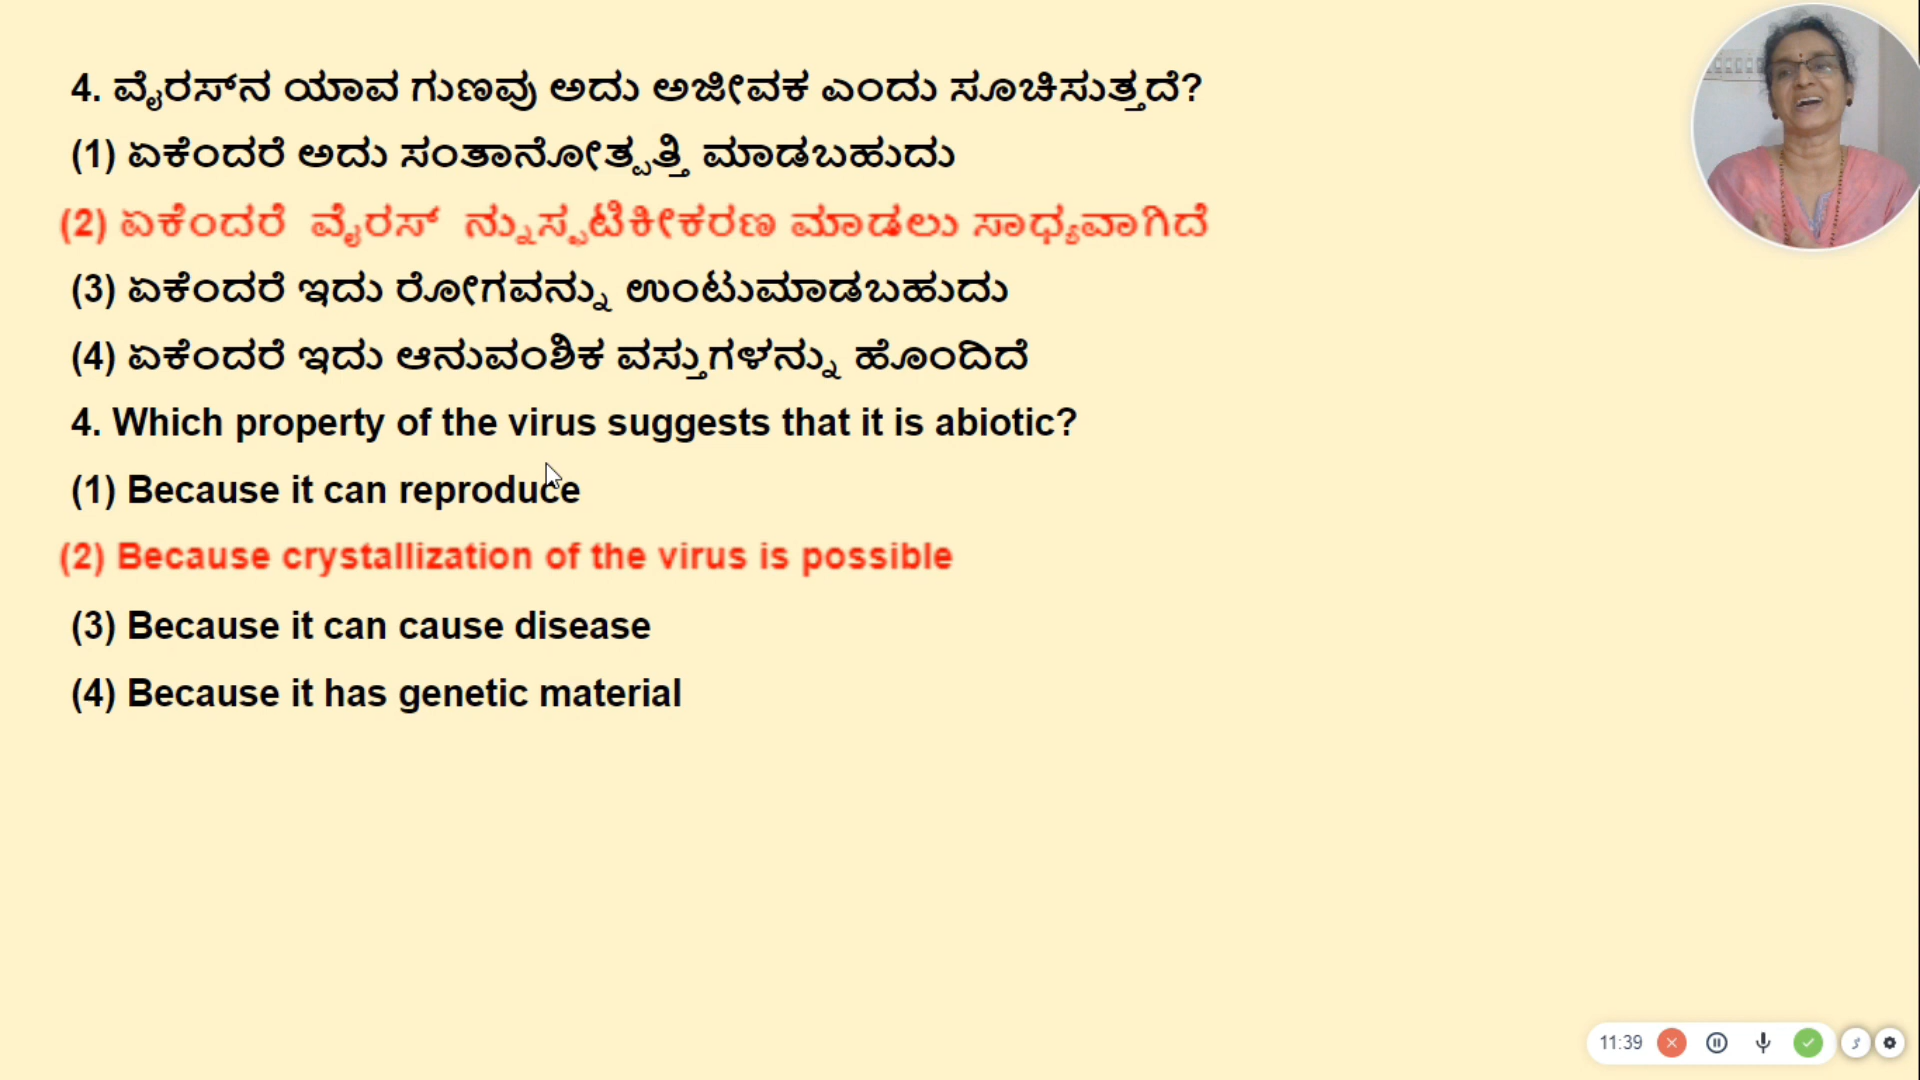 4. ವೈರಸ್‌ನ ಯಾವ ಗುಣವು ಅದು ಅಜೀವಕ ಎಂದು ಸೂಚಿಸುತ್ತದೆ?
(1) ಏಕೆಂದರೆ ಅದು ಸಂತಾನೋತ್ಪತ್ತಿ ಮಾಡಬಹುದು
(2) ಏಕೆಂದರೆ ವೈರಸ್ ನ್ನುಸ್ಫಟಿಕೀಕರಣ ಮಾಡಲು ಸಾಧ್ಯವಾಗಿದೆ
(3) ಏಕೆಂದರೆ ಇದು ರೋಗವನ್ನು ಉಂಟುಮಾಡಬಹುದು
(4) ಏಕೆಂದರೆ ಇದು ಆನುವಂಶಿಕ ವಸ್ತುಗಳನ್ನು ಹೊಂದಿದೆ
4. Which property of the virus suggests that it is abiotic?
(1) Because it can reproduce
(2) Because crystallization of the virus is possible
(3) Because it can cause disease
(4) Because it has genetic material
11:39